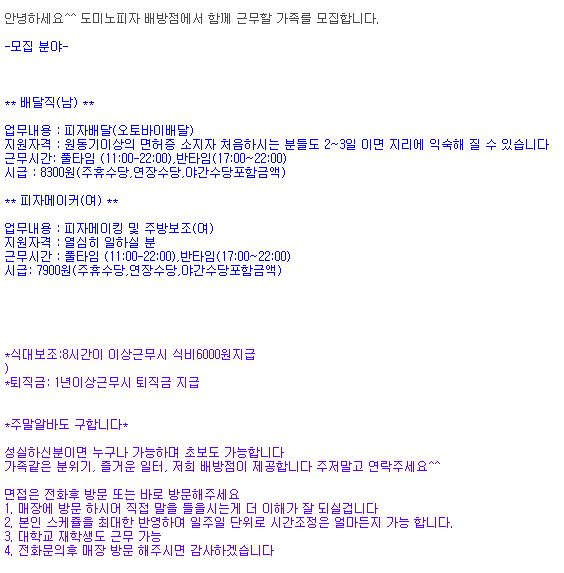 안녕하세요^^ 도미노피자 배방점에서 함께 근무할 가족를 모집합니다.
-모집 분야-
** 배달직(남) **
업무내용 : 피자배달(오토바이배달)
지원자격 : 원동기이상의 면허증 소지자 처음하시는 분들도 2~3일 이면 지리에 익숙해 질 수 있습니다
근무시간: 풀타임 (11:00-22:00),반타임(17:00~22:00)
시급 : 8300원(주휴수당,연장수당,야간수당포함금액)
** 피자메이커(여) **
업무내용 : 피자메이킹 및 주방보조(여)
지원자격 : 열심히 일하실 분
근무시간 : 풀타임 (11:00-22:00),반타임(17:00~22:00)
시급: 7900원(주휴수당,연장수당,야간수당포함금액)
*식대보조:8시간이 이상근무시 식비6000원지급
)
*퇴직금: 1년이상근무시 퇴직금 지급
*주말알바도 구합니다*
성실하신분이면 누구나 가능하며 초보도 가능합니다
가족같은 분위기, 즐거운 일터, 저희 배방점이 제공합니다 주저말고 연락주세요^^
면접은 전화후 방문 또는 바로 방문해주세요
1. 매장에 방문 하시어 직접 말을 들을시는게 더 이해가 잘 되실겁니다
2. 본인 스케쥴을 최대한 반영하여 일주일 단위로 시간조정은 얼마든지 가능 합니다.
3. 대학교 재학생도 근무 가능
4. 전화문의후 매장 방문 해주시면 감사하겠습니다